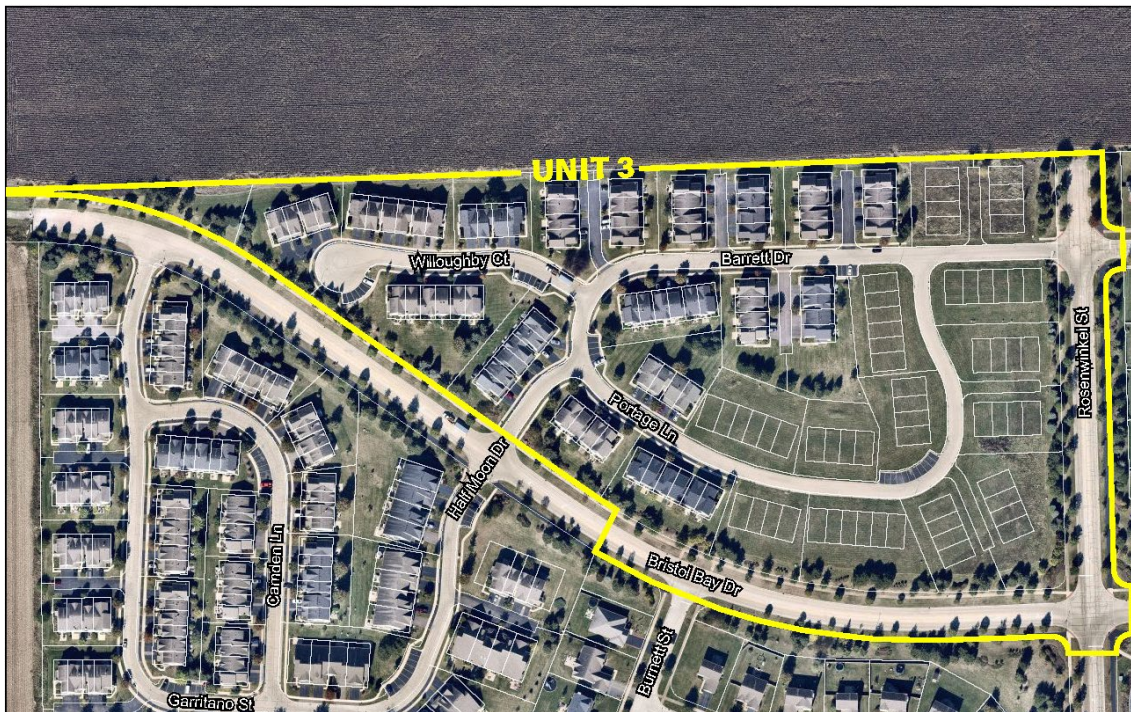 UNIT 3
Willoughby Ct
Barrett Dr
Rosenwinkel St
Portage Ln
Half Moon Dr
Bristol Bay Dr
Camden Ln
Burnett St
Garritano St